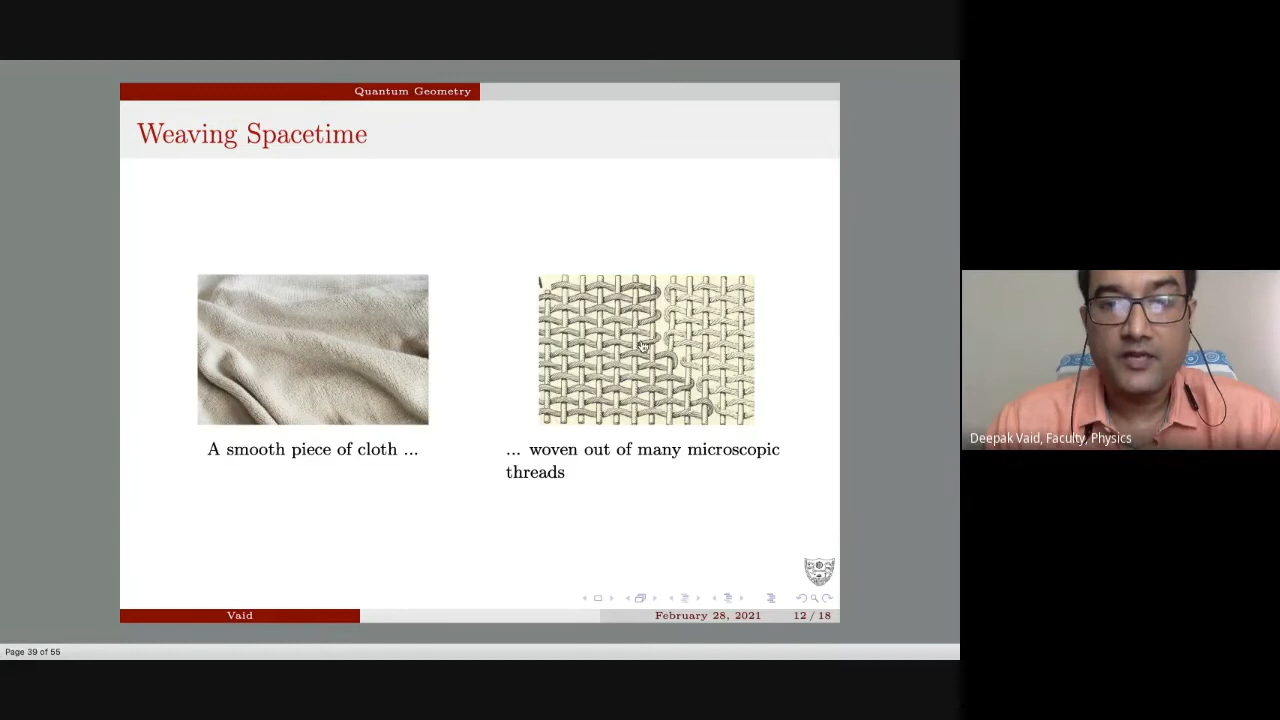 Quantum Geometry
Weaving Spacetime
A smooth piece of cloth ...
... woven out of many microscopic
threads
Vaid
February 28, 2021
12 / 18
Page 39 of 55
Deepak Vaid, Faculty, Physics